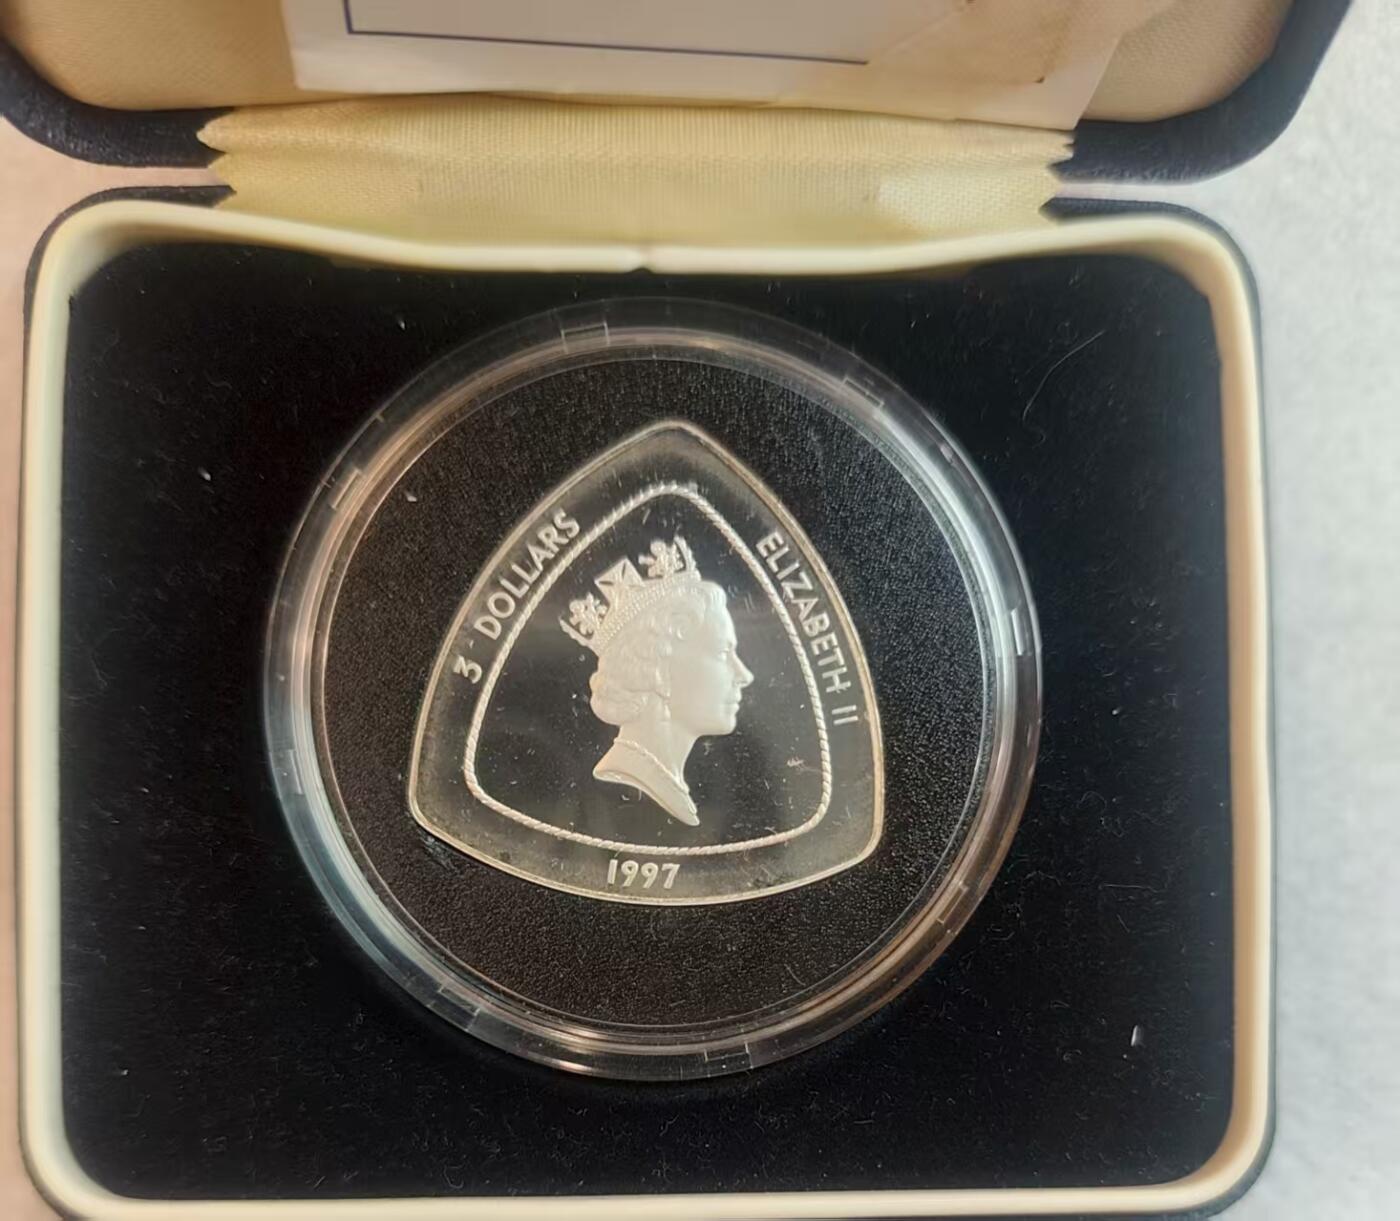 3 DOLLARS
ELIZABETH II
1997